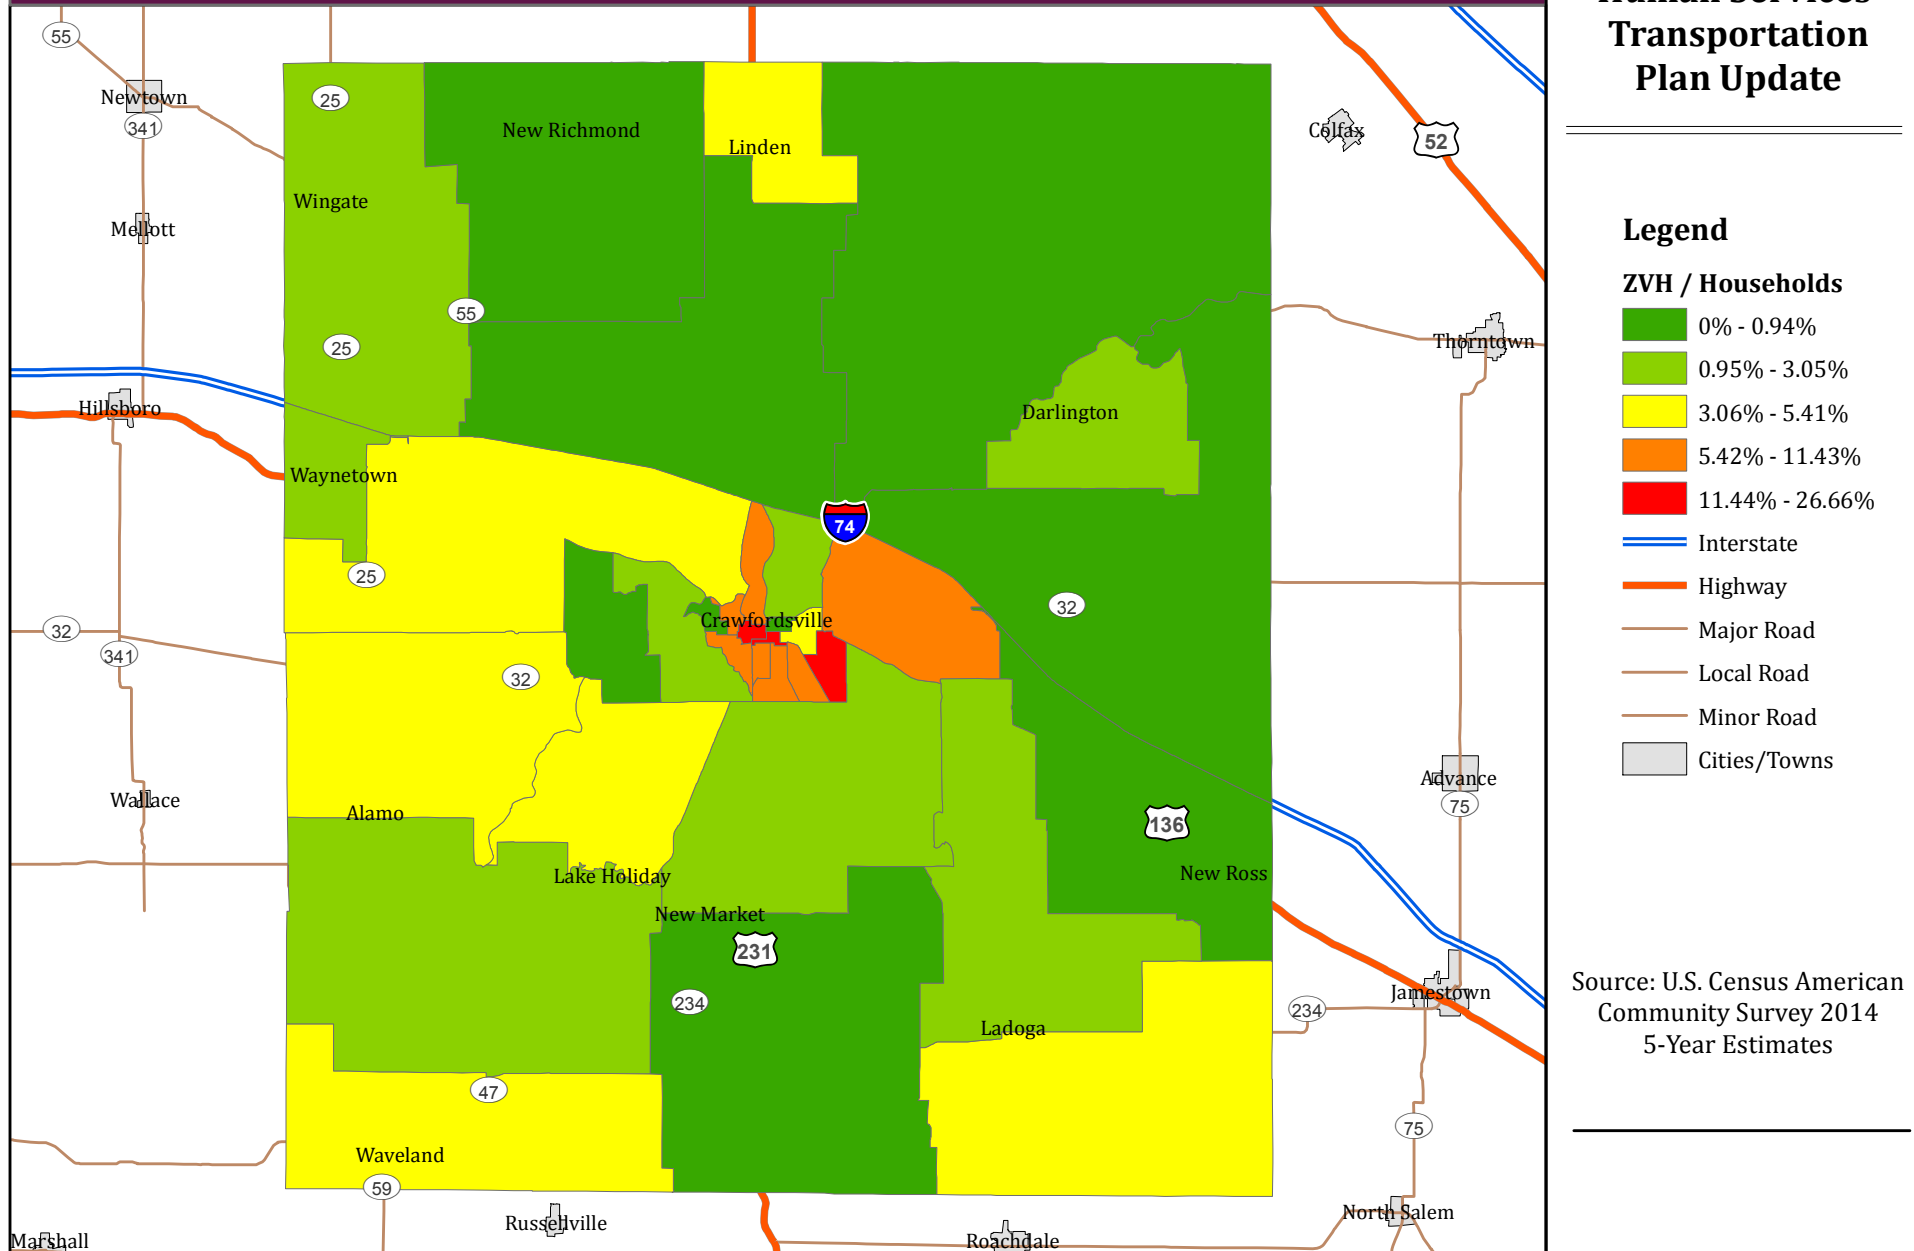 Human Services
Transportation
Plan Update
Legend
ZVH / Households
0% - 0.94%
0.95% - 3.05%
3.06% - 5.41%
5.42% - 11.43%
11.44% - 26.66%
Interstate
Highway
Major Road
Local Road
Minor Road
Cities/Towns
Source: U.S. Census American
Community Survey 2014
5-Year Estimates
55
Newtown
25
341
New Richmond
Linden
Colfax
52
Wingate
Mellott
55
25
Thorntown
Hillsboro
Darlington
Waynetown
74
25
32
32
Crawfordsville
341
32
Wallace
Alamo
Advance
75
136
Lake Holiday
New Ross
New Market
231
234
Jamestown
234
Ladoga
47
75
Waveland
59
Russellville
North Salem
Marshall
Roachdale